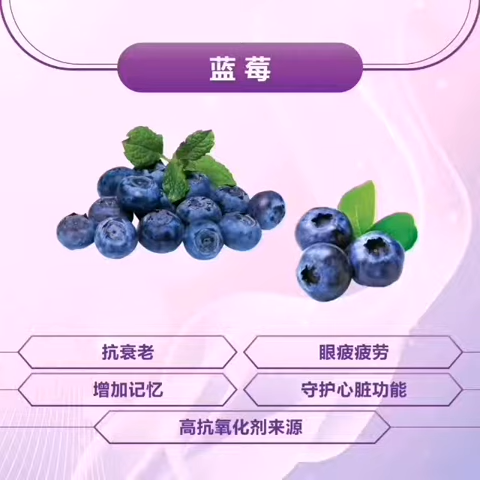 蓝莓
抗衰老
眼疲疲劳
增加记忆
守护心脏功能
高抗氧化剂来源